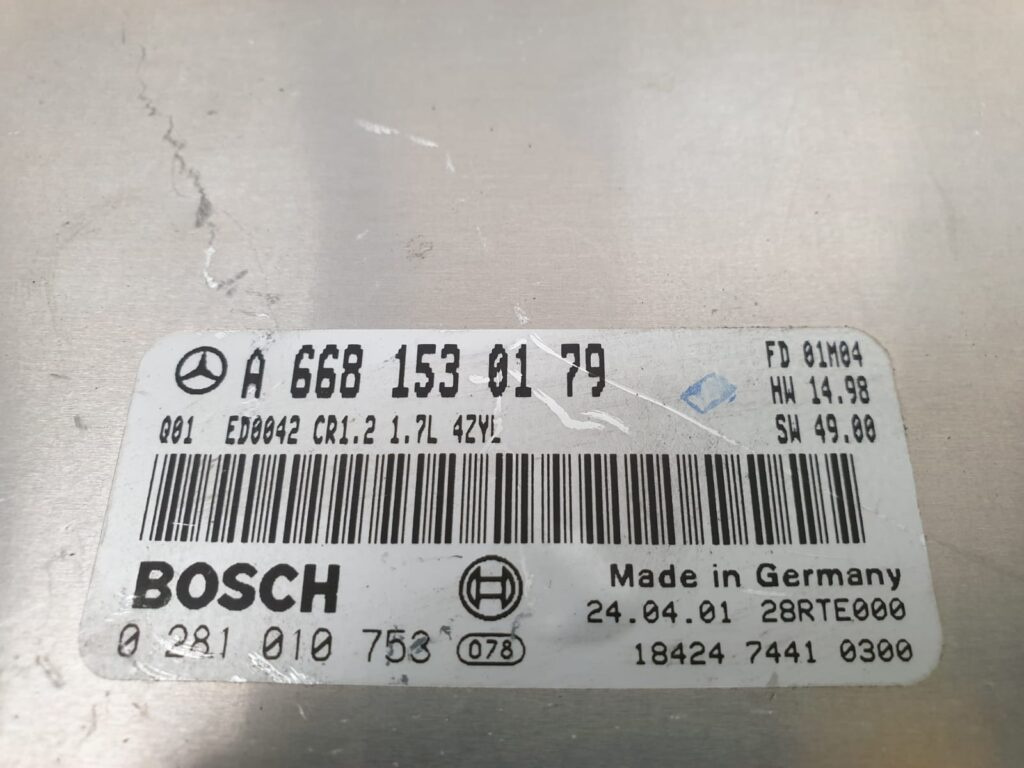 A 668 153 01 79
FD 01M04
HW 14.98
Q01 ED0042 CR1.2 1.7L 4ZYL
SW 49.00
BOSCH
Made in Germany
24.04.01 28RTE000
0 281 010 753 078
18424 7441 0300